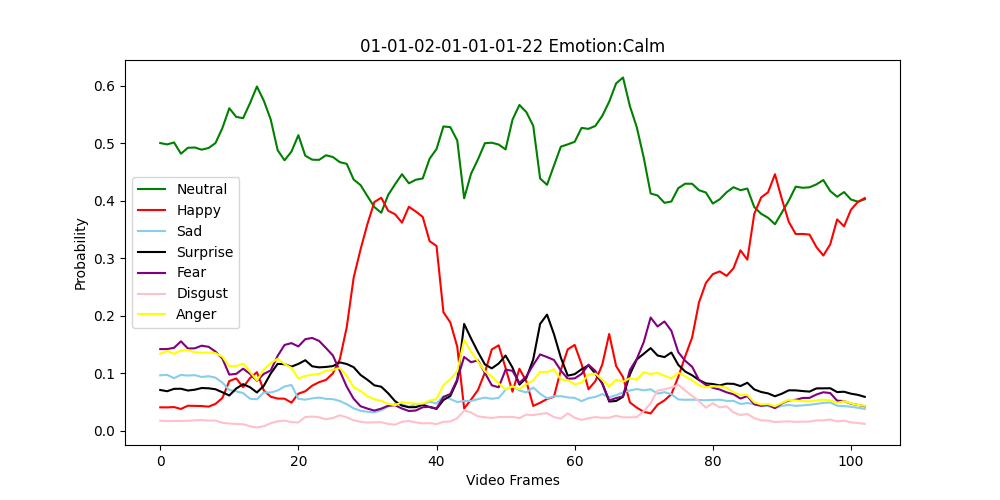 01-01-02-01-01-01-22 Emotion:Calm
Probability
0.6
0.5
0.4
0.3
0.2
0.1
0.0
Neutral
Happy
Sad
Surprise
Fear
Disgust
Anger
0 20 40 60 80 100
Video Frames